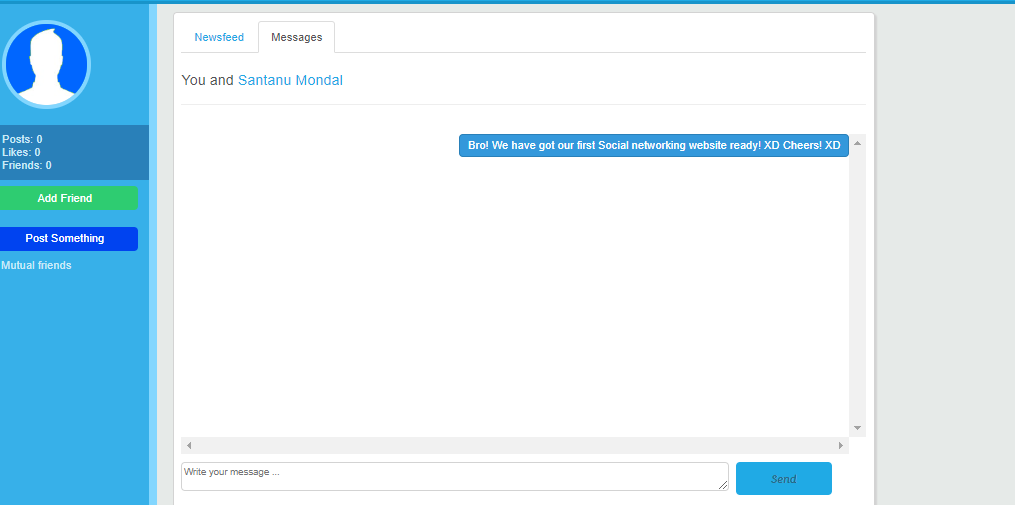 Newsfeed Messages
You and Santanu Mondal
Bro! We have got our first Social networking website ready! XD Cheers! XD
Posts: 0
Likes: 0
Friends: 0
Add Friend
Post Something
Mutual friends
Write your message ...
Send